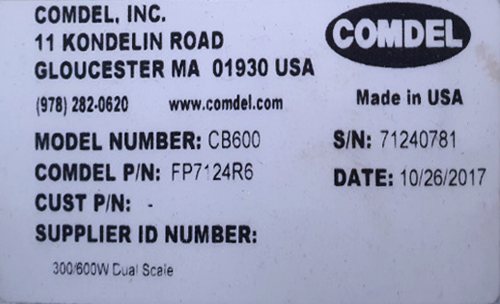 COMDEL, INC.
11 KONDELIN ROAD
GLOUCESTER MA 01930 USA
COMDEL
(978) 282-0620 www.comdel.com
Made in USA
MODEL NUMBER: CB600 S/N: 71240781
COMDEL P/N: FP7124R6 DATE: 10/26/2017
CUST P/N: -
SUPPLIER ID NUMBER:
300/600W Dual Scale